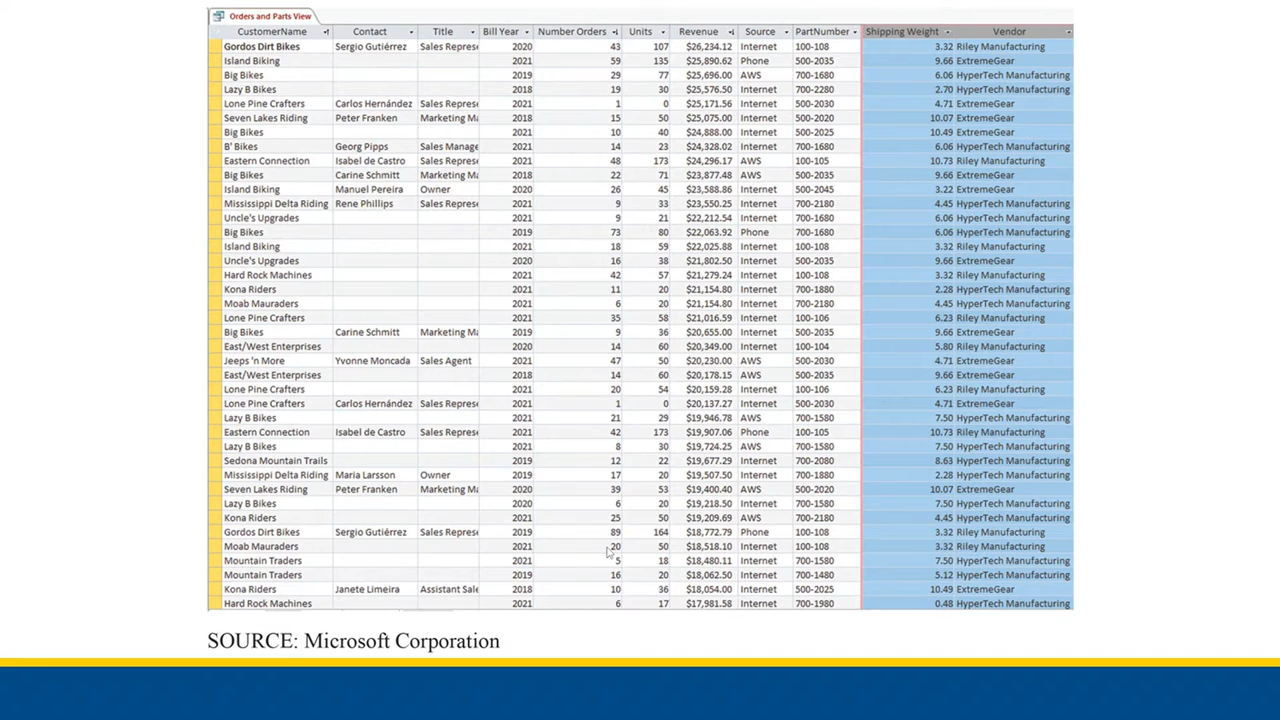 Orders and Parts View
CustomerName Contact Title Bill Year Number Orders Units Revenue Source PartNumber Shipping Weight Vendor
Gordos Dirt Bikes Sergio Gutiérrez Sales Represe 2020 43 107 $26,234.12 Internet 100-108 3.32 Riley Manufacturing
Island Biking 2021 59 135 $25,890.62 Phone 500-2035 9.66 ExtremeGear
Big Bikes 2019 29 77 $25,696.00 AWS 700-1680 6.06 HyperTech Manufacturing
Lazy B Bikes 2018 19 30 $25,576.50 Internet 700-2280 2.70 HyperTech Manufacturing
Lone Pine Crafters Carlos Hernández Sales Represe 2021 1 0 $25,171.56 Internet 500-2030 4.71 ExtremeGear
Seven Lakes Riding Peter Franken Marketing Ma 2018 15 50 $25,075.00 Internet 500-2020 10.07 ExtremeGear
Big Bikes 2021 10 40 $24,888.00 Internet 500-2025 10.49 ExtremeGear
B' Bikes Georg Pipps Sales Manage 2021 14 23 $24,328.02 Internet 700-1680 6.06 HyperTech Manufacturing
Eastern Connection Isabel de Castro Sales Represe 2021 48 173 $24,296.17 AWS 100-105 10.73 Riley Manufacturing
Big Bikes Carine Schmitt Marketing Ma 2018 22 71 $23,877.48 AWS 500-2035 9.66 ExtremeGear
Island Biking Manuel Pereira Owner 2020 26 45 $23,588.86 Internet 500-2045 3.22 ExtremeGear
Mississippi Delta Riding Rene Phillips Sales Represe 2021 9 33 $23,550.25 Internet 700-2180 4.45 HyperTech Manufacturing
Uncle's Upgrades 2021 9 21 $22,212.54 Internet 700-1680 6.06 HyperTech Manufacturing
Big Bikes 2019 73 80 $22,063.92 Phone 700-1680 6.06 HyperTech Manufacturing
Island Biking 2021 18 59 $22,025.88 Internet 100-108 3.32 Riley Manufacturing
Uncle's Upgrades 2020 16 38 $21,802.50 Internet 500-2035 9.66 ExtremeGear
Hard Rock Machines 2021 42 57 $21,279.24 Internet 100-108 3.32 Riley Manufacturing
Kona Riders 2021 11 20 $21,154.80 Internet 700-1880 2.28 HyperTech Manufacturing
Moab Mauraders 2021 6 20 $21,154.80 Internet 700-2180 4.45 HyperTech Manufacturing
Lone Pine Crafters 2021 35 58 $21,016.59 Internet 100-106 6.23 Riley Manufacturing
Big Bikes Carine Schmitt Marketing Ma 2019 9 36 $20,655.00 Internet 500-2035 9.66 ExtremeGear
East/West Enterprises 2020 14 60 $20,349.00 Internet 100-104 5.80 Riley Manufacturing
Jeeps 'n More Yvonne Moncada Sales Agent 2021 47 50 $20,230.00 AWS 500-2030 4.71 ExtremeGear
East/West Enterprises 2018 14 60 $20,178.15 AWS 500-2035 9.66 ExtremeGear
Lone Pine Crafters 2021 20 54 $20,159.28 Internet 100-106 6.23 Riley Manufacturing
Lone Pine Crafters Carlos Hernández Sales Represe 2021 1 0 $20,137.27 Internet 500-2030 4.71 ExtremeGear
Lazy B Bikes 2021 21 29 $19,946.78 AWS 700-1580 7.50 HyperTech Manufacturing
Eastern Connection Isabel de Castro Sales Represe 2021 42 173 $19,907.06 Phone 100-105 10.73 Riley Manufacturing
Lazy B Bikes 2021 8 30 $19,724.25 AWS 700-1580 7.50 HyperTech Manufacturing
Sedona Mountain Trails 2019 12 22 $19,677.29 Internet 700-2080 8.63 HyperTech Manufacturing
Mississippi Delta Riding Maria Larsson Owner 2019 17 20 $19,507.50 Internet 700-1880 2.28 HyperTech Manufacturing
Seven Lakes Riding Peter Franken Marketing Ma 2020 39 53 $19,400.40 AWS 500-2020 10.07 ExtremeGear
Lazy B Bikes 2021 6 20 $19,218.50 Internet 700-1580 7.50 HyperTech Manufacturing
Kona Riders 2021 25 50 $19,209.69 AWS 700-2180 4.45 HyperTech Manufacturing
Gordos Dirt Bikes Sergio Gutiérrez Sales Represe 2019 89 164 $18,772.79 Phone 100-108 3.32 Riley Manufacturing
Moab Mauraders 2021 20 50 $18,518.10 Internet 100-108 3.32 Riley Manufacturing
Mountain Traders 2021 5 18 $18,480.11 Internet 700-1580 7.50 HyperTech Manufacturing
Mountain Traders 2019 16 20 $18,062.50 Internet 700-1480 5.12 HyperTech Manufacturing
Kona Riders Janete Limeira Assistant Sale 2018 10 36 $18,054.00 Internet 500-2025 10.49 ExtremeGear
Hard Rock Machines 2021 6 17 $17,981.58 Internet 700-1980 0.48 HyperTech Manufacturing
SOURCE: Microsoft Corporation